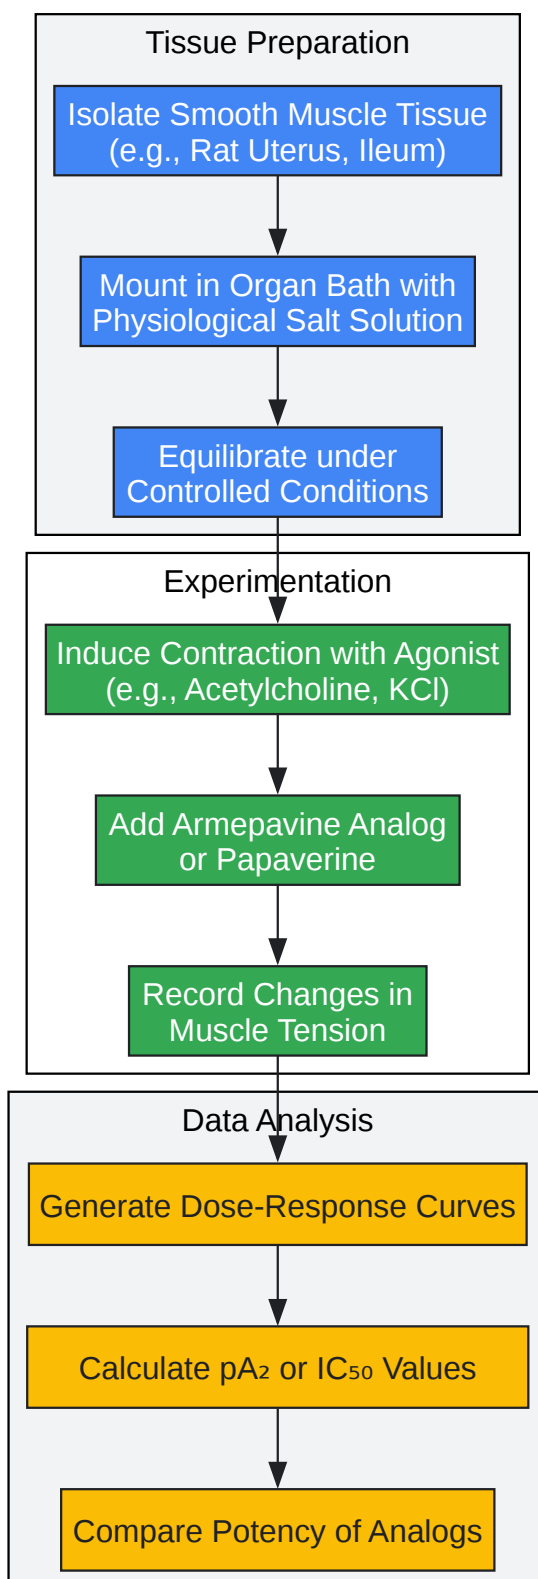 Tissue Preparation
Isolate Smooth Muscle Tissue
(e.g., Rat Uterus, Ileum)
Mount in Organ Bath with
Physiological Salt Solution
Equilibrate under
Controlled Conditions
Experimentation
Induce Contraction with Agonist
(e.g., Acetylcholine, KCl)
Add Armepavine Analog
or Papaverine
Record Changes in
Muscle Tension
Data Analysis
Generate Dose-Response Curves
Calculate pA₂ or IC₅₀ Values
Compare Potency of Analogs